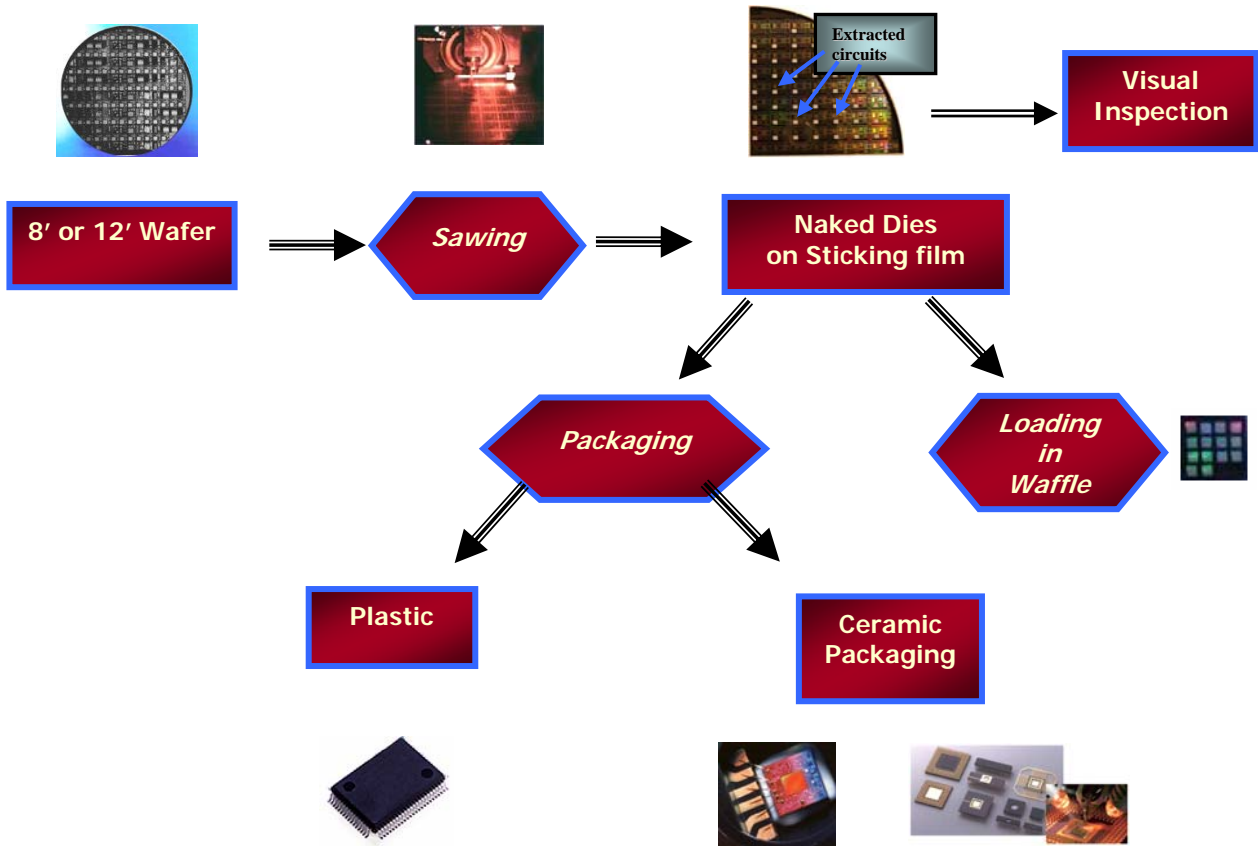 Extracted
circuits
Visual
Inspection
8’ or 12’ Wafer
Sawing
Naked Dies
on Sticking film
Packaging
Loading
in
Waffle
Plastic
Ceramic
Packaging